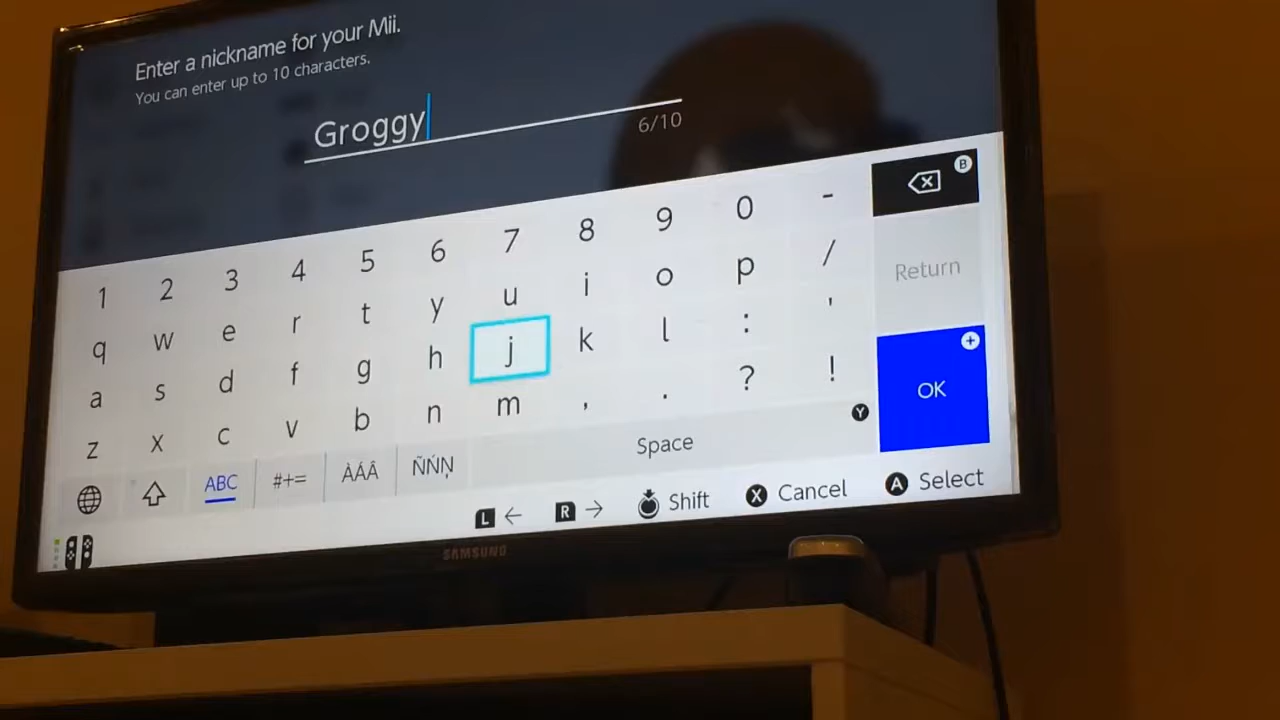 Enter a nickname for your Mii.
You can enter up to 10 characters.
Groggy
6/10
1 2 3 4 5 6 7 8 9 0 - B
q w e r t y u i o p / Return
a s d f g h j k l : ' +
z x c v b n m , . ? ! OK
ABC #+= ÀÁÂ ÑŃŅ Space Y
L ← R → Shift X Cancel A Select
SAMSUNG